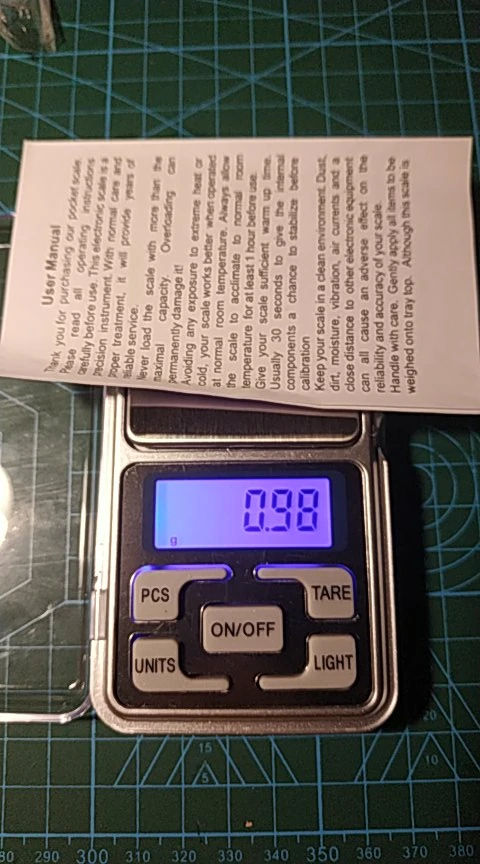 User Manual
Thank you for purchasing our pocket scale.
Please read all operating instructions
carefully before use. This electronic scale is a
precision instrument. With normal care and
proper treatment, it will provide years of
reliable service.
Never load the scale with more than the
maximal capacity. Overloading can
permanently damage it!
Avoiding any exposure to extreme heat or
cold, your scale works better when operated
at normal room temperature. Always allow
the scale to acclimate to normal room
temperature for at least 1 hour before use.
Give your scale sufficient warm up time.
Usually 30 seconds to give the internal
components a chance to stabilize before
calibration
Keep your scale in a clean environment. Dust,
dirt, moisture, vibration, air currents and a
close distance to other electronic equipment
can all cause an adverse effect on the
reliability and accuracy of your scale.
Handle with care. Gently apply all items to be
weighed onto tray top. Although this scale is
0.98
g
PCS
TARE
ON/OFF
UNITS
LIGHT
20
15
10
5
80 290 300 310 320 330 340 350 360 370 380